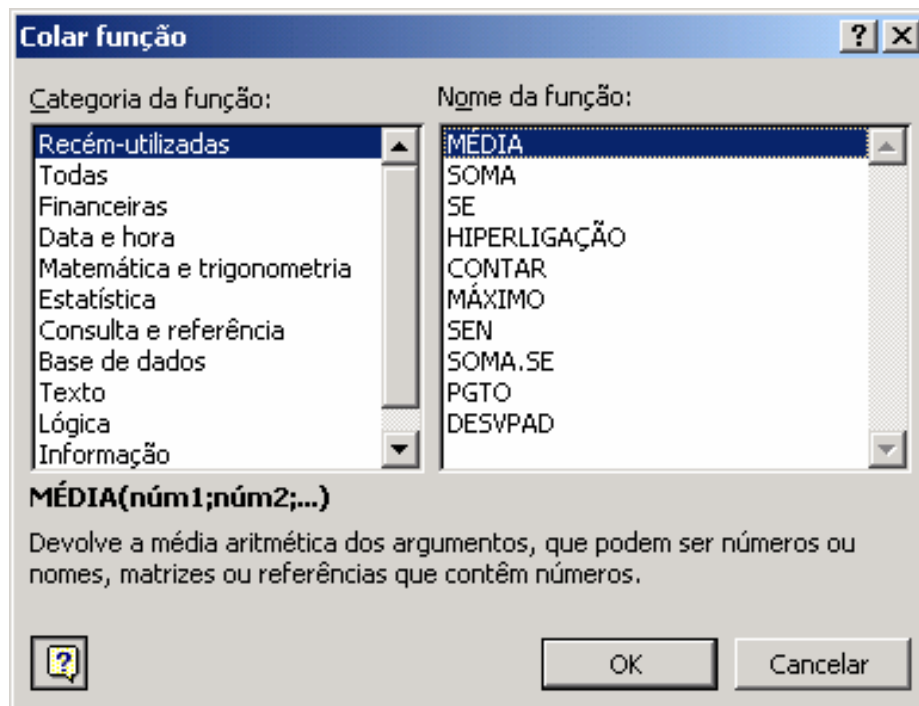 Colar função
Categoria da função:
Recém-utilizadas
Todas
Financeiras
Data e hora
Matemática e trigonometria
Estatística
Consulta e referência
Base de dados
Texto
Lógica
Informação
Nome da função:
MÉDIA
SOMA
SE
HIPERLIGAÇÃO
CONTAR
MÁXIMO
SEN
SOMA.SE
PGTO
DESVPAD
MÉDIA(núm1;núm2;...)
Devolve a média aritmética dos argumentos, que podem ser números ou
nomes, matrizes ou referências que contêm números.
OK
Cancelar